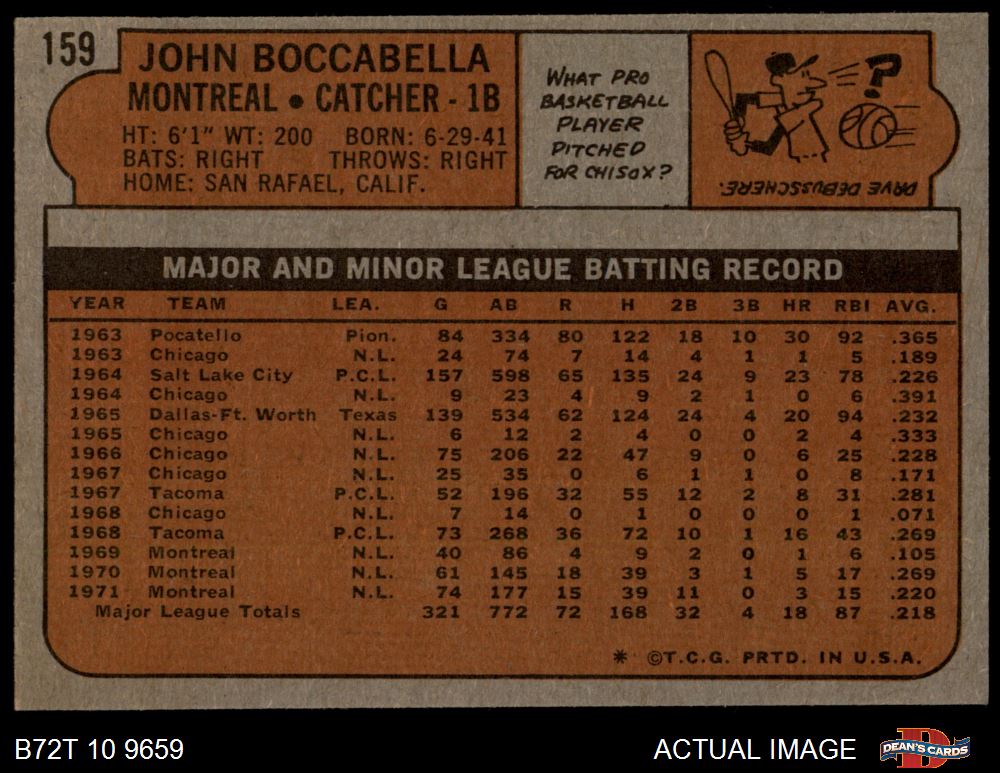 159
JOHN BOCCABELLA
MONTREAL • CATCHER - 1B
HT: 6'1" WT: 200 BORN: 6-29-41
BATS: RIGHT THROWS: RIGHT
HOME: SAN RAFAEL, CALIF.
WHAT PRO
BASKETBALL
PLAYER
PITCHED
FOR CHISOX?
?
DAVE DEBUSSCHERE.
MAJOR AND MINOR LEAGUE BATTING RECORD
YEAR TEAM LEA. G AB R H 2B 3B HR RBI AVG.
1963 Pocatello Pion. 84 334 80 122 18 10 30 92 .365
1963 Chicago N.L. 24 74 7 14 4 1 1 5 .189
1964 Salt Lake City P.C.L. 157 598 65 135 24 9 23 78 .226
1964 Chicago N.L. 9 23 4 9 2 1 0 6 .391
1965 Dallas-Ft. Worth Texas 139 534 62 124 24 4 20 94 .232
1965 Chicago N.L. 6 12 2 4 0 0 2 4 .333
1966 Chicago N.L. 75 206 22 47 9 0 6 25 .228
1967 Chicago N.L. 25 35 0 6 1 1 0 8 .171
1967 Tacoma P.C.L. 52 196 32 55 12 2 8 31 .281
1968 Chicago N.L. 7 14 0 1 0 0 0 1 .071
1968 Tacoma P.C.L. 73 268 36 72 10 1 16 43 .269
1969 Montreal N.L. 40 86 4 9 2 0 1 6 .105
1970 Montreal N.L. 61 145 18 39 3 1 5 17 .269
1971 Montreal N.L. 74 177 15 39 11 0 3 15 .220
Major League Totals 321 772 72 168 32 4 18 87 .218
* ©T.C.G. PRTD. IN U.S.A.
B72T 10 9659
ACTUAL IMAGE
DEAN'S CARDS